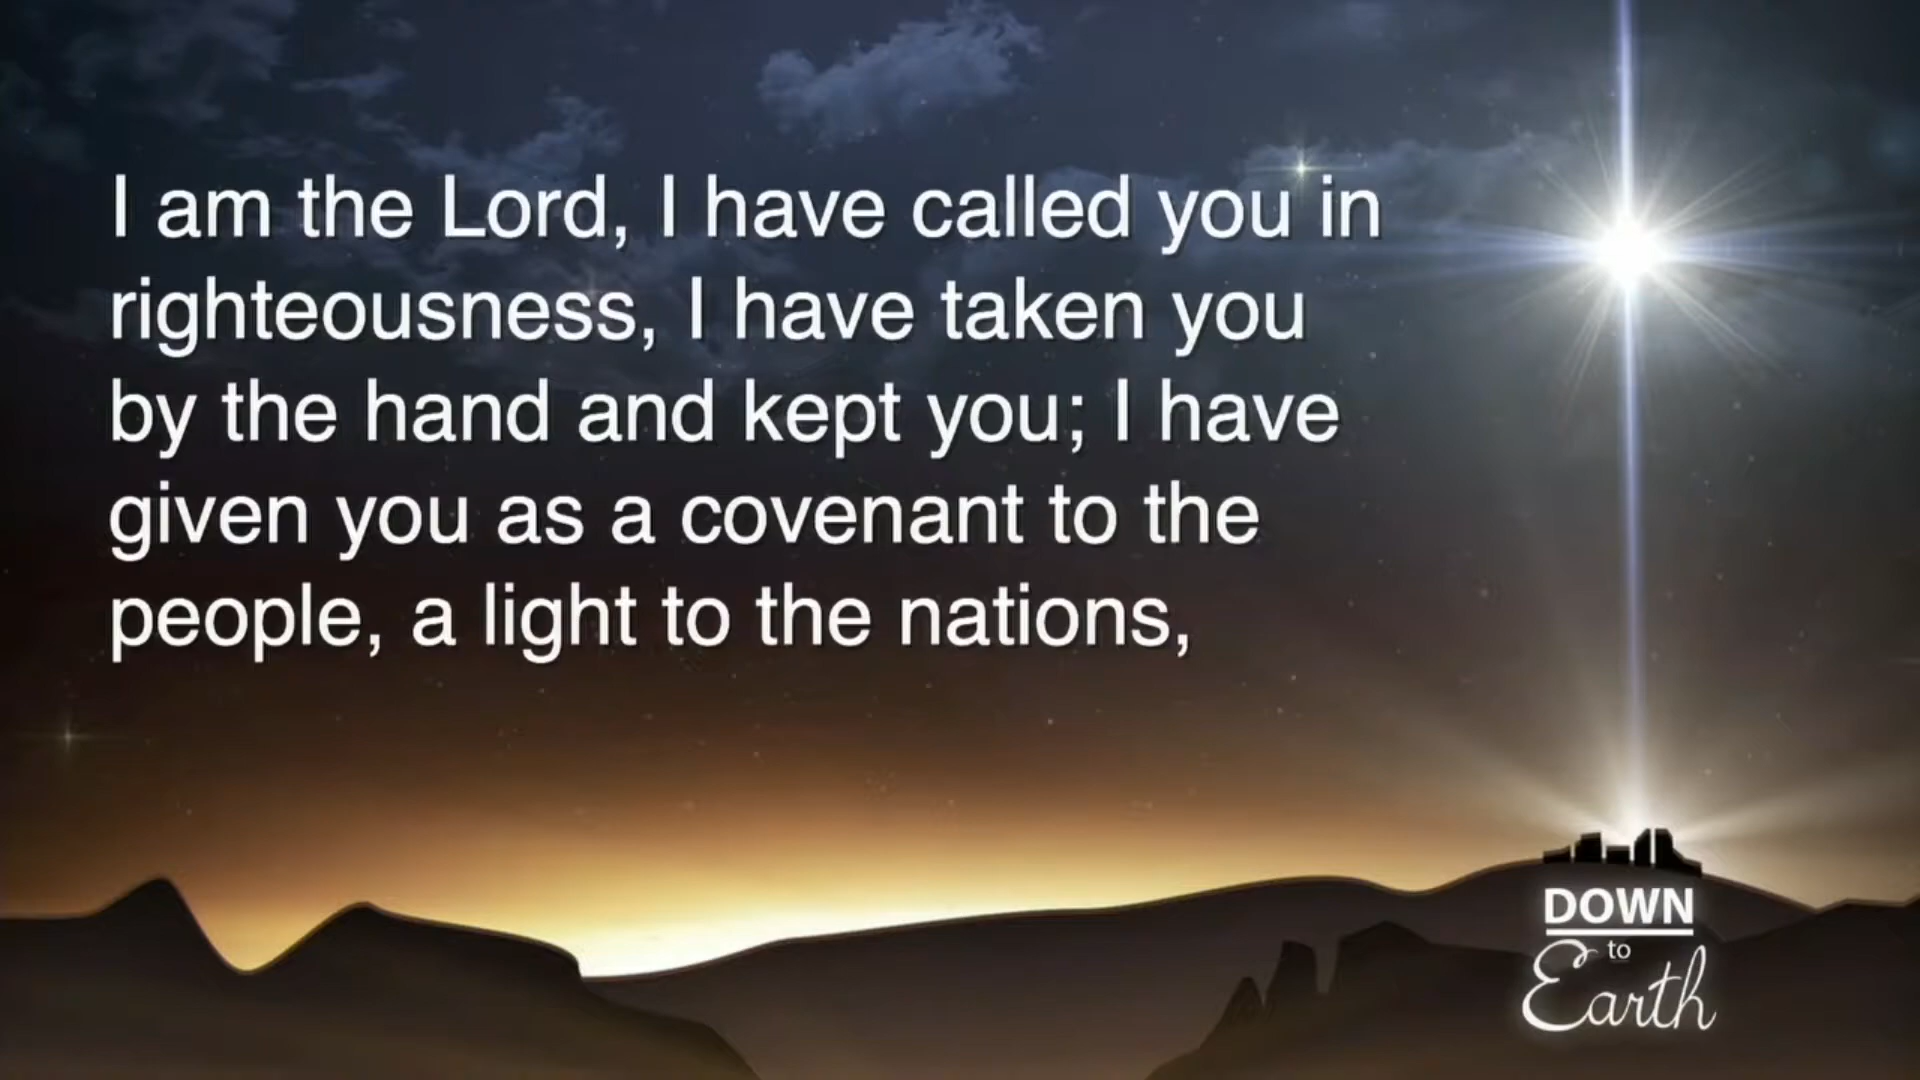 I am the Lord, I have called you in
righteousness, I have taken you
by the hand and kept you; I have
given you as a covenant to the
people, a light to the nations,
DOWN
to
Earth